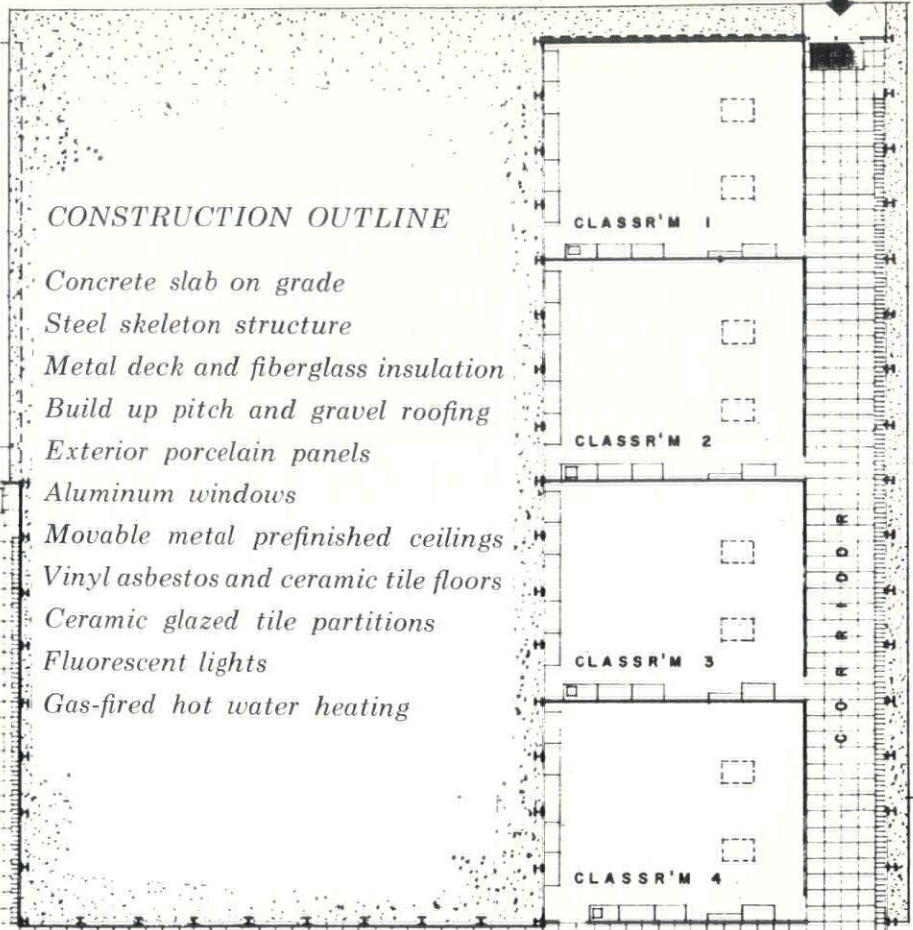 CONSTRUCTION OUTLINE
Concrete slab on grade
Steel skeleton structure
Metal deck and fiberglass insulation
Build up pitch and gravel roofing
Exterior porcelain panels
Aluminum windows
Movable metal prefinished ceilings
Vinyl asbestos and ceramic tile floors
Ceramic glazed tile partitions
Fluorescent lights
Gas-fired hot water heating
CLASSR'M 1
CLASSR'M 2
CLASSR'M 3
CLASSR'M 4
CORRIDOR